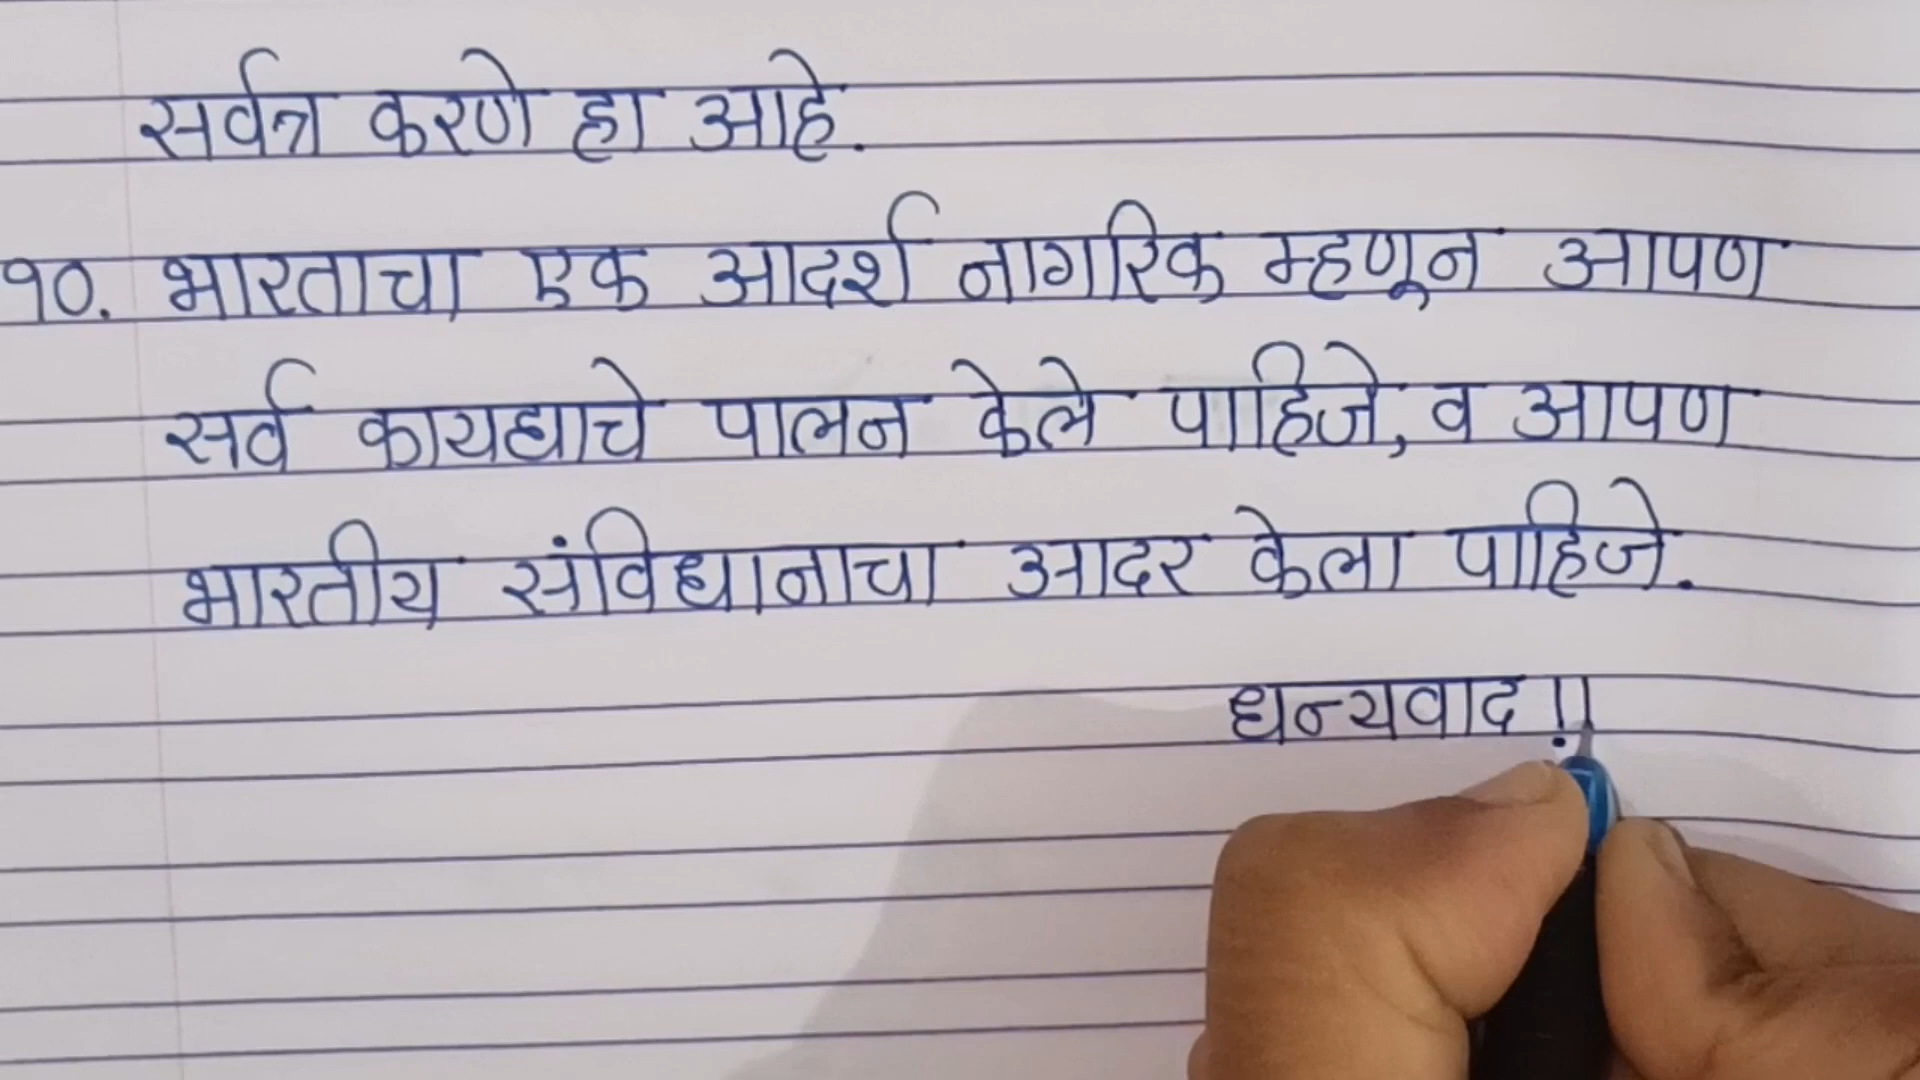 सर्वत्र करणे हा आहे.
१०. भारताचा एक आदर्श नागरिक म्हणून आपण
सर्व कायद्याचे पालन केले पाहिजे, व आपण
भारतीय संविधानाचा आदर केला पाहिजे.
धन्यवाद!!